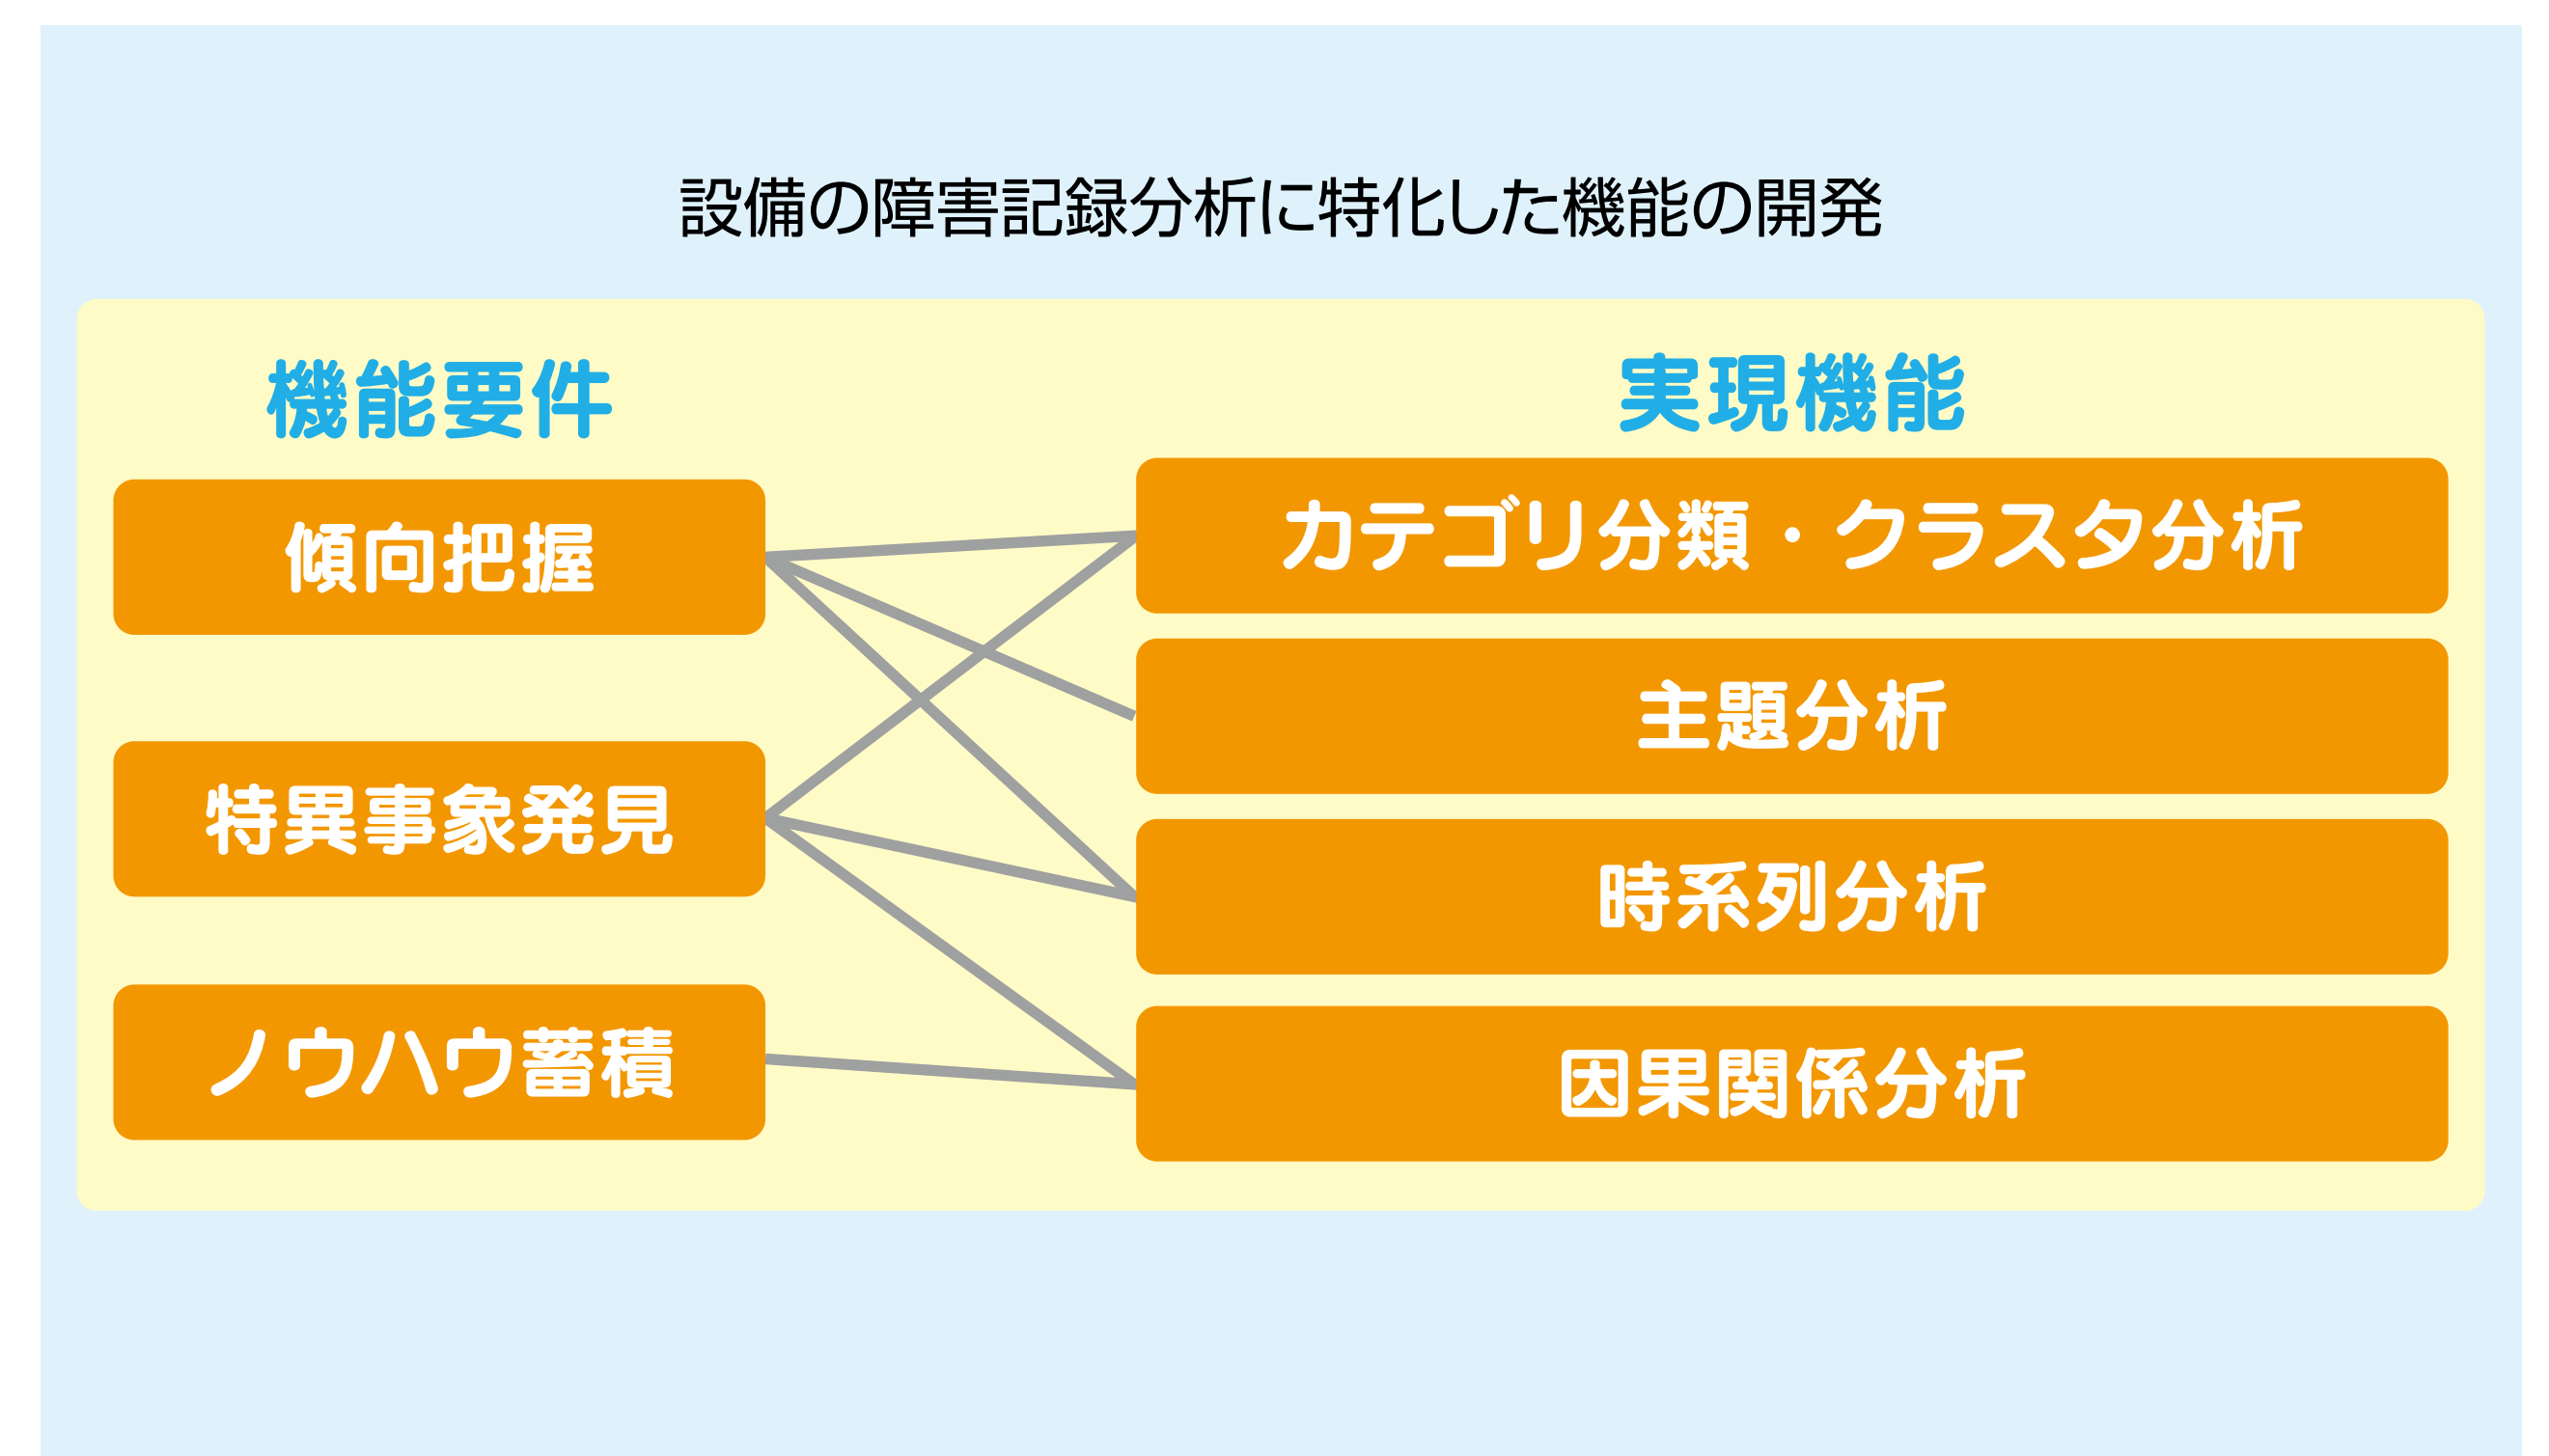 設備の障害記録分析に特化した機能の開発
機能要件
傾向把握
特異事象発見
ノウハウ蓄積
実現機能
カテゴリ分類・クラスタ分析
主題分析
時系列分析
因果関係分析